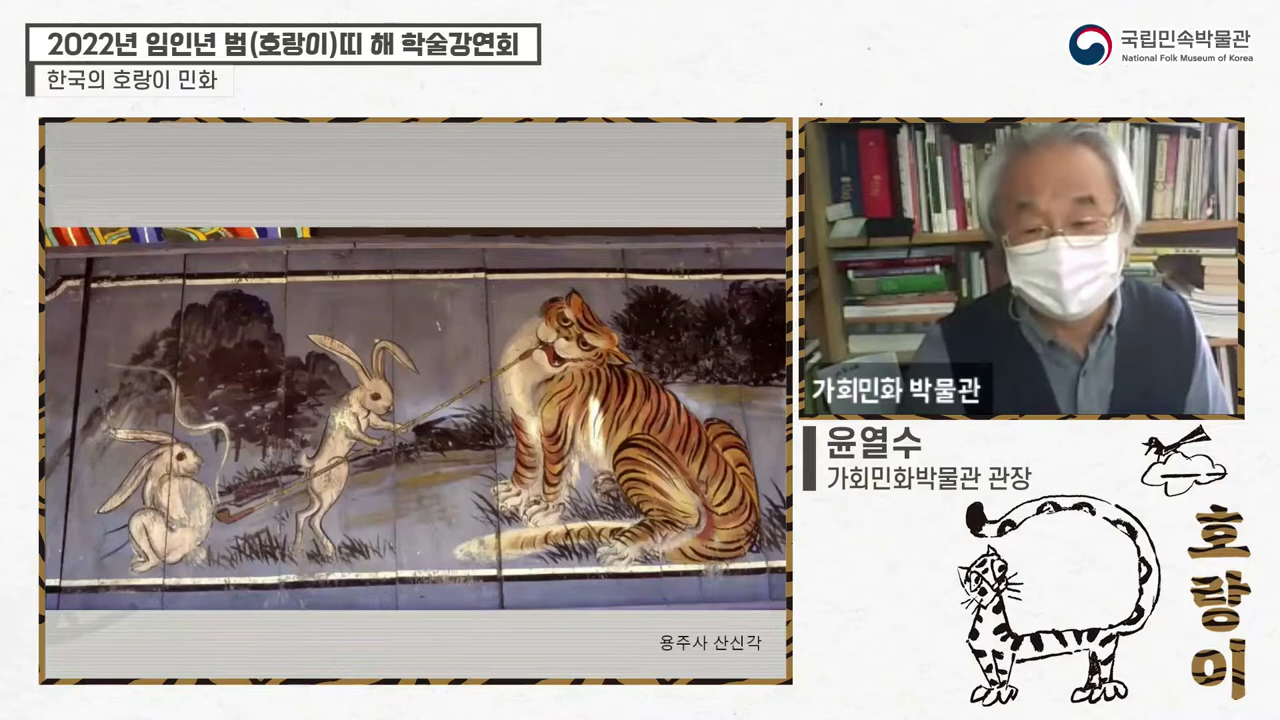 2022년 임인년 범(호랑이)띠 해 학술강연회
한국의 호랑이 민화
국립민속박물관
National Folk Museum of Korea
가회민화 박물관
윤열수
가회민화박물관 관장
호랑이
용주사 산신각